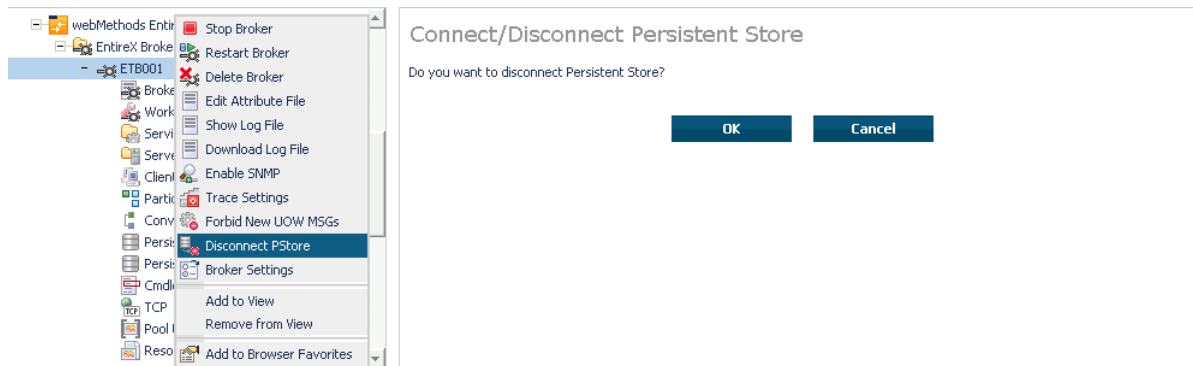 webMethods Entir
EntireX Broke
ETB001
Broke
Work
Servi
Serve
Client
Partic
Conv
Persis
Persis
Cmdl
TCP
Pool
Reso
Stop Broker
Restart Broker
Delete Broker
Edit Attribute File
Show Log File
Download Log File
Enable SNMP
Trace Settings
Forbid New UOW MSGs
Disconnect PStore
Broker Settings
Add to View
Remove from View
Add to Browser Favorites
Connect/Disconnect Persistent Store
Do you want to disconnect Persistent Store?
OK Cancel